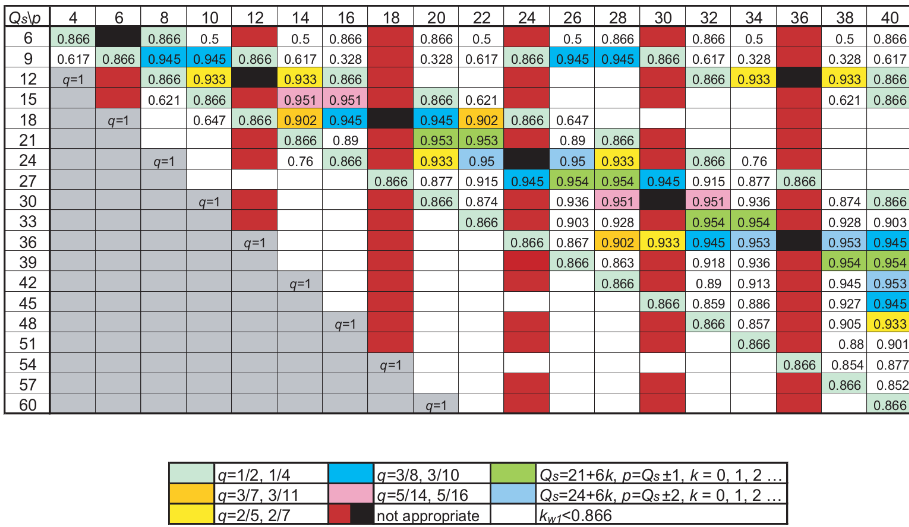 Qs\p 4 6 8 10 12 14 16 18 20 22 24 26 28 30 32 34 36 38 40
6 0.866 0.866 0.5 0.5 0.866 0.866 0.5 0.5 0.866 0.866 0.5 0.5 0.866
9 0.617 0.866 0.945 0.945 0.866 0.617 0.328 0.328 0.617 0.866 0.945 0.945 0.866 0.617 0.328 0.328 0.617
12 q=1 0.866 0.933 0.933 0.866 0.866 0.933 0.933 0.866
15 0.621 0.866 0.951 0.951 0.866 0.621 0.621 0.866
18 q=1 0.647 0.866 0.902 0.945 0.945 0.902 0.866 0.647
21 0.866 0.89 0.953 0.953 0.89 0.866
24 q=1 0.76 0.866 0.933 0.95 0.95 0.933 0.866 0.76
27 0.866 0.877 0.915 0.945 0.954 0.954 0.945 0.915 0.877 0.866
30 q=1 0.866 0.874 0.936 0.951 0.951 0.936 0.874 0.866
33 0.866 0.903 0.928 0.954 0.954 0.928 0.903
36 q=1 0.866 0.867 0.902 0.933 0.945 0.953 0.953 0.945
39 0.866 0.863 0.918 0.936 0.954 0.954
42 q=1 0.866 0.89 0.913 0.945 0.953
45 0.866 0.859 0.886 0.927 0.945
48 q=1 0.866 0.857 0.905 0.933
51 0.866 0.88 0.901
54 q=1 0.866 0.854 0.877
57 0.866 0.852
60 q=1 0.866
q=1/2, 1/4 q=3/8, 3/10 Qs=21+6k, p=Qs±1, k = 0, 1, 2 ...
q=3/7, 3/11 q=5/14, 5/16 Qs=24+6k, p=Qs±2, k = 0, 1, 2 ...
q=2/5, 2/7 not appropriate kw1<0.866